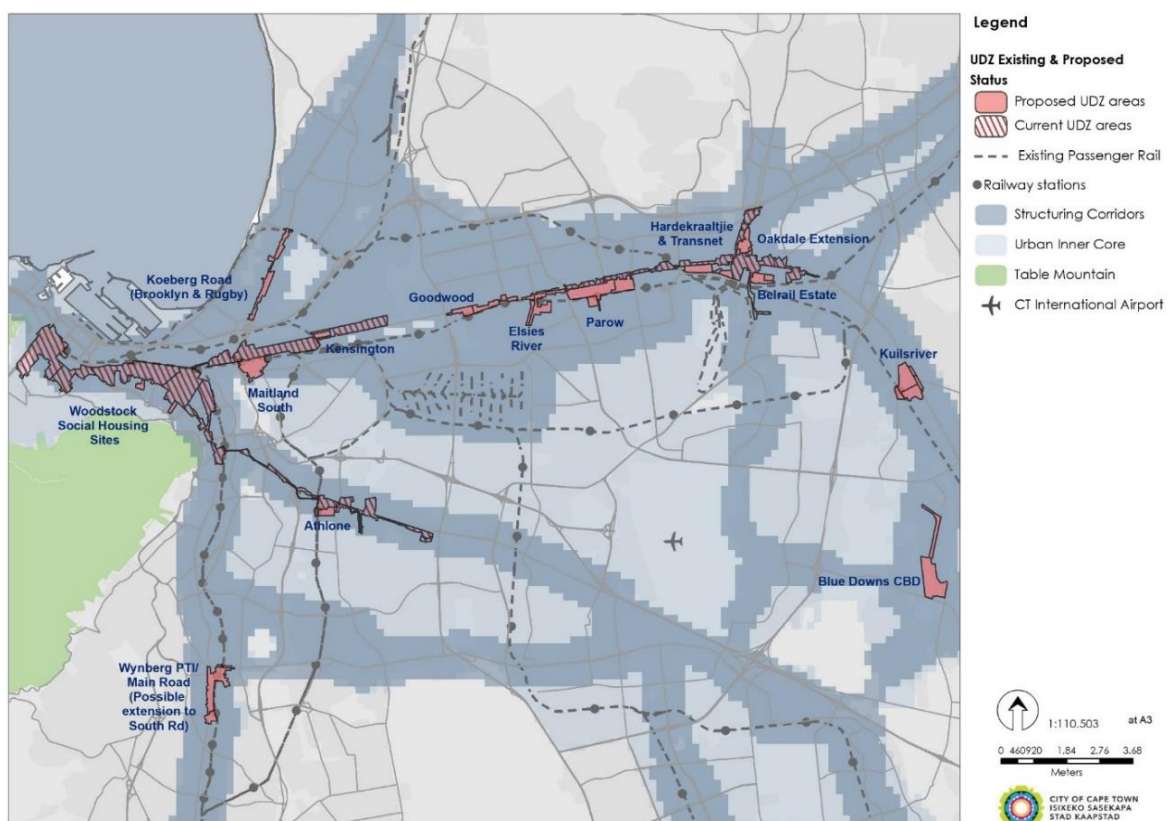 Koeberg Road
(Brooklyn & Rugby)
Goodwood
Kensington
Maitland
South
Woodstock
Social Housing
Sites
Elsies
River
Parow
Hardekraaltjie
& Transnet
Oakdale Extension
Belrail Estate
Kuilsriver
Athlone
Blue Downs CBD
Wynberg PTI/
Main Road
(Possible
extension to
South Rd)
Legend
UDZ Existing & Proposed
Status
Proposed UDZ areas
Current UDZ areas
Existing Passenger Rail
Railway stations
Structuring Corridors
Urban Inner Core
Table Mountain
CT International Airport
1:110.503 at A3
0 460920 1.84 2.76 3.68
Meters
CITY OF CAPE TOWN
ISIXEKO SASEKAPA
STAD KAAPSTAD